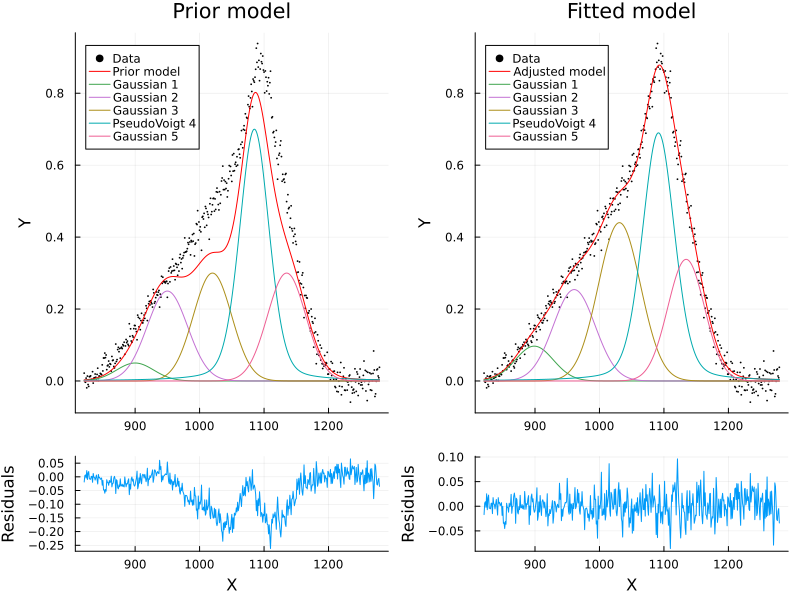 Prior model
Fitted model
Data
Prior model
Gaussian 1
Gaussian 2
Gaussian 3
PseudoVoigt 4
Gaussian 5
Y
0.8
0.6
0.4
0.2
0.0
900
1000
1100
1200
Data
Adjusted model
Gaussian 1
Gaussian 2
Gaussian 3
PseudoVoigt 4
Gaussian 5
Y
0.8
0.6
0.4
0.2
0.0
900
1000
1100
1200
Residuals
0.05
0.00
−0.05
−0.10
−0.15
−0.20
−0.25
900
1000
1100
1200
X
Residuals
0.10
0.05
0.00
−0.05
900
1000
1100
1200
X